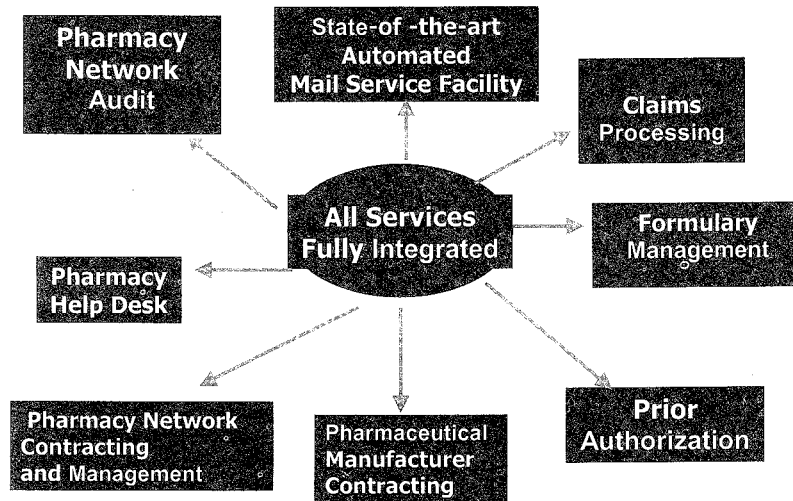 Pharmacy
Network
Audit
State-of -the-art
Automated
Mail Service Facility
Claims
Processing
All Services
Fully Integrated
Formulary
Management
Pharmacy
Help Desk
Pharmacy Network
Contracting
and Management
Pharmaceutical
Manufacturer
Contracting
Prior
Authorization